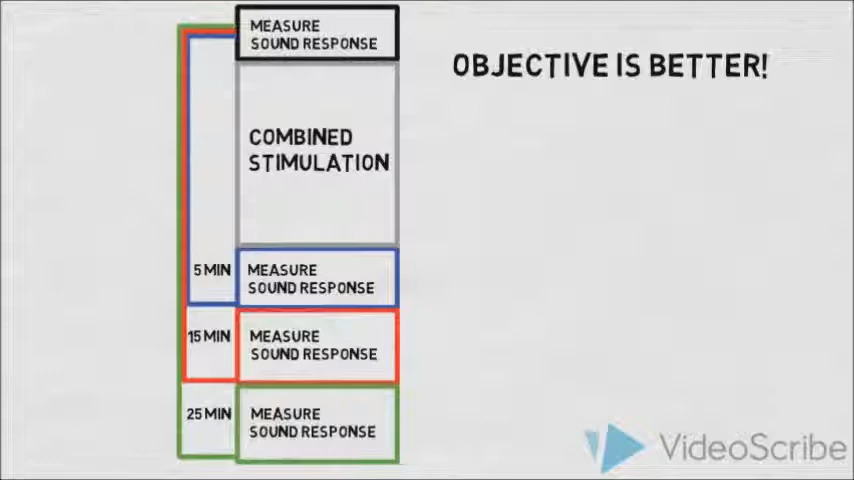 MEASURE
SOUND RESPONSE
OBJECTIVE IS BETTER!
COMBINED
STIMULATION
5 MIN
MEASURE
SOUND RESPONSE
15 MIN
MEASURE
SOUND RESPONSE
25 MIN
MEASURE
SOUND RESPONSE
VideoScribe